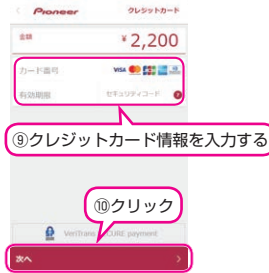 Pioneer クレジットカード
金額
¥ 2,200
カード番号 VISA
有効期限 セキュリティコード ?
⑨クレジットカード情報を入力する
⑩クリック
VeriTrans CURE payment
次へ